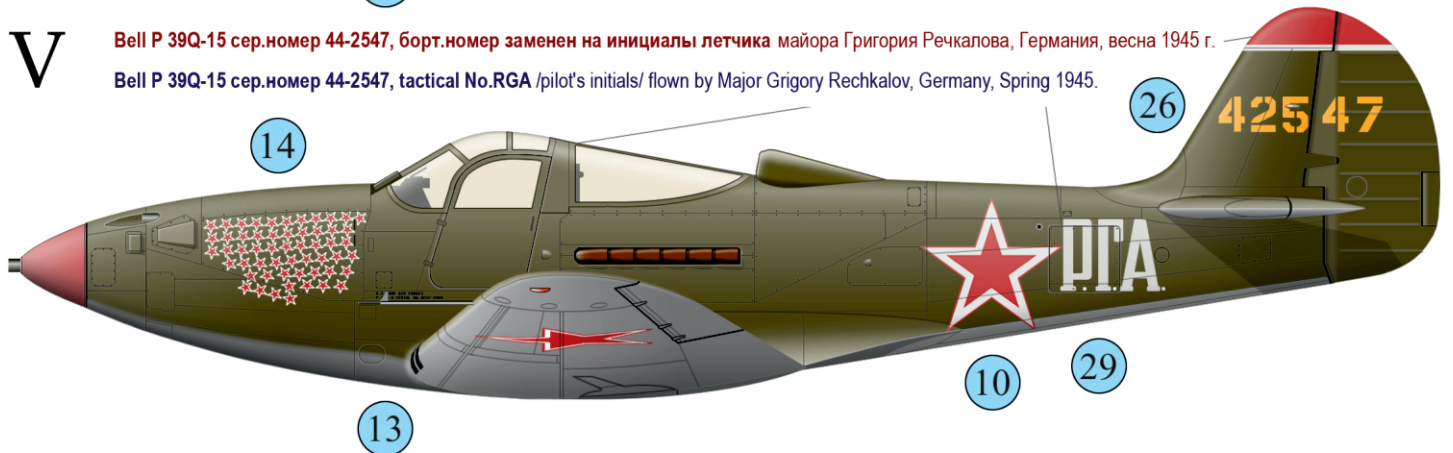 V
Bell P 39Q-15 сер.номер 44-2547, борт.номер заменен на инициалы летчика майора Григория Речкалова, Германия, весна 1945 г.
Bell P 39Q-15 сер.номер 44-2547, tactical No.RGA /pilot's initials/ flown by Major Grigory Rechkalov, Germany, Spring 1945.
14
26
42547
Р.Г.А.
10
29
13